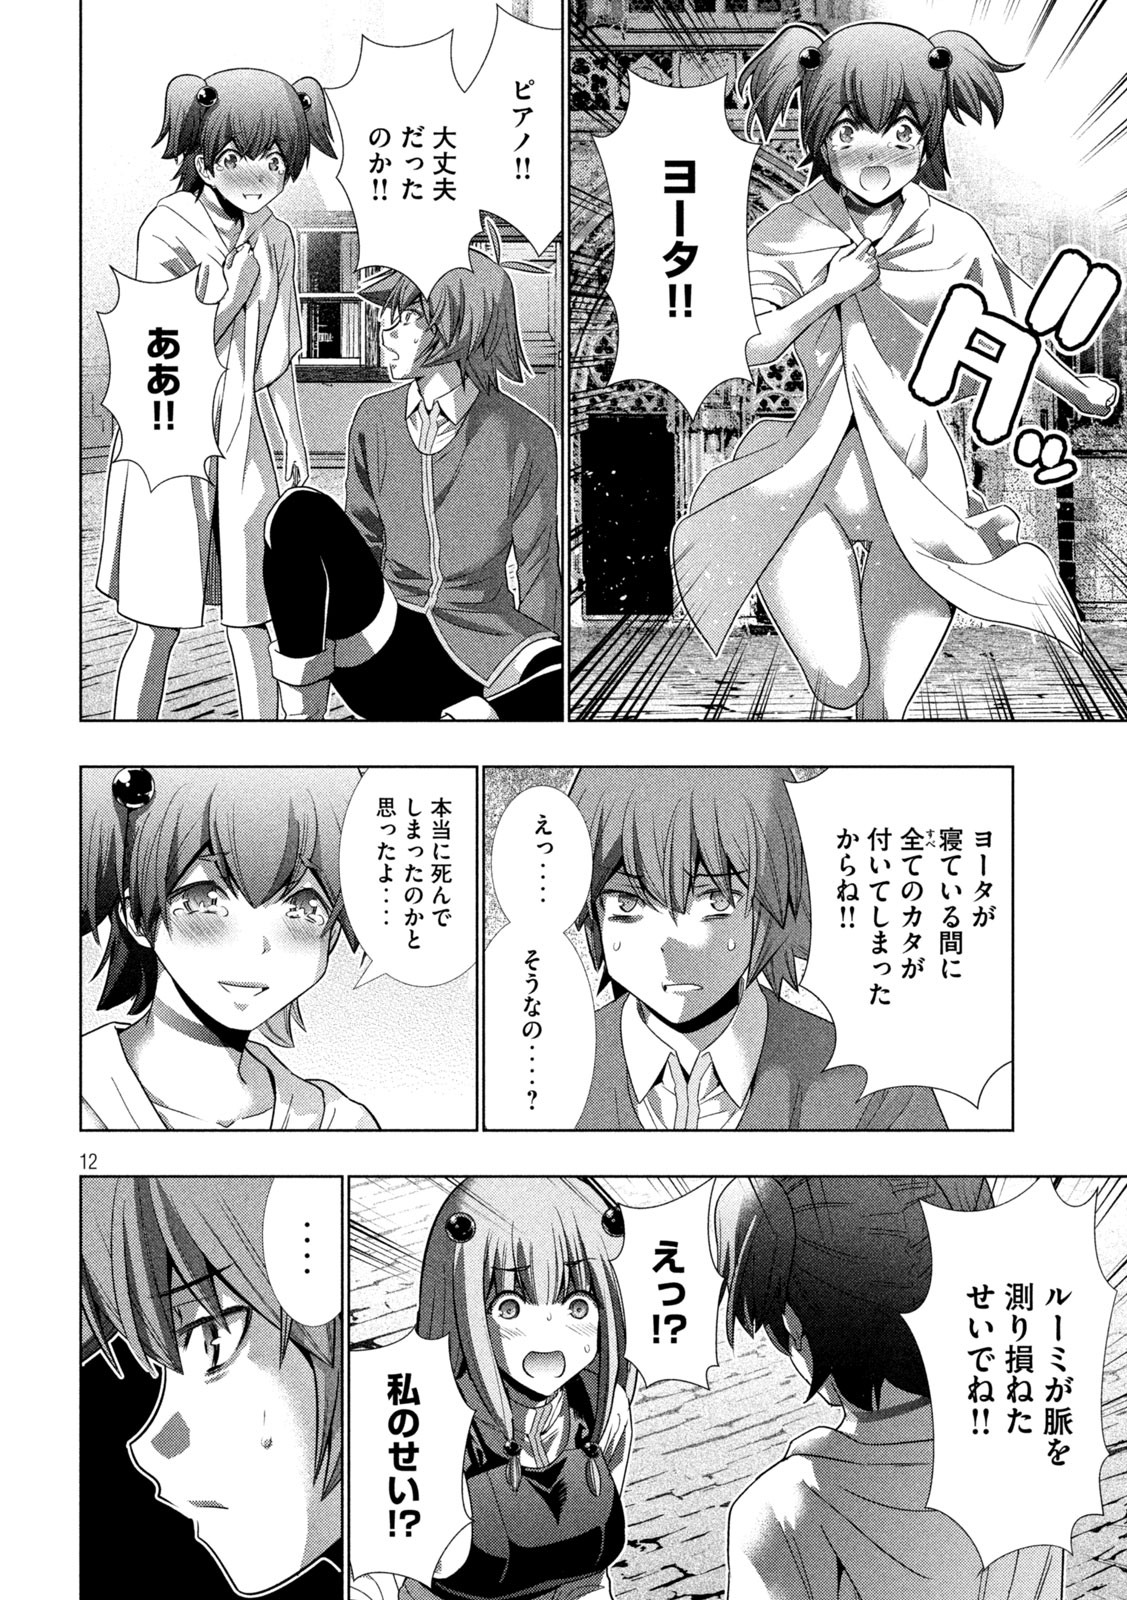 ヨータ!!
ダダッ
ピアノ!!
大丈夫
だった
のか!!
ああ!!
ヨータが
寝ている間に
全てのカタが
すべ
付いてしまった
からね!!
えっ‥‥
そうなの‥‥?
本当に死んで
しまったのかと
思ったよ‥‥
12
ルーミが脈を
測り損ねた
せいでね!!
えっ!?
私のせい!?
‥‥